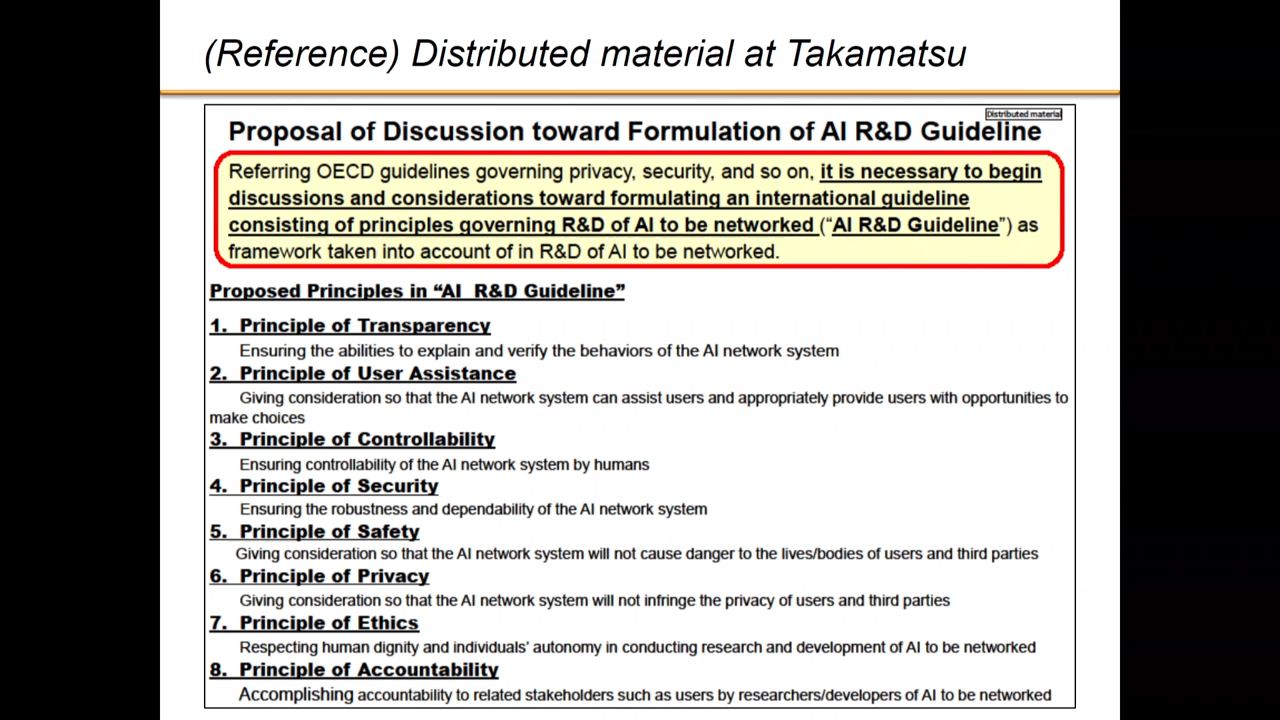 (Reference) Distributed material at Takamatsu
Distributed material
Proposal of Discussion toward Formulation of AI R&D Guideline
Referring OECD guidelines governing privacy, security, and so on, it is necessary to begin
discussions and considerations toward formulating an international guideline
consisting of principles governing R&D of AI to be networked (“AI R&D Guideline”) as
framework taken into account of in R&D of AI to be networked.
Proposed Principles in “AI R&D Guideline”
1. Principle of Transparency
Ensuring the abilities to explain and verify the behaviors of the AI network system
2. Principle of User Assistance
Giving consideration so that the AI network system can assist users and appropriately provide users with opportunities to
make choices
3. Principle of Controllability
Ensuring controllability of the AI network system by humans
4. Principle of Security
Ensuring the robustness and dependability of the AI network system
5. Principle of Safety
Giving consideration so that the AI network system will not cause danger to the lives/bodies of users and third parties
6. Principle of Privacy
Giving consideration so that the AI network system will not infringe the privacy of users and third parties
7. Principle of Ethics
Respecting human dignity and individuals’ autonomy in conducting research and development of AI to be networked
8. Principle of Accountability
Accomplishing accountability to related stakeholders such as users by researchers/developers of AI to be networked